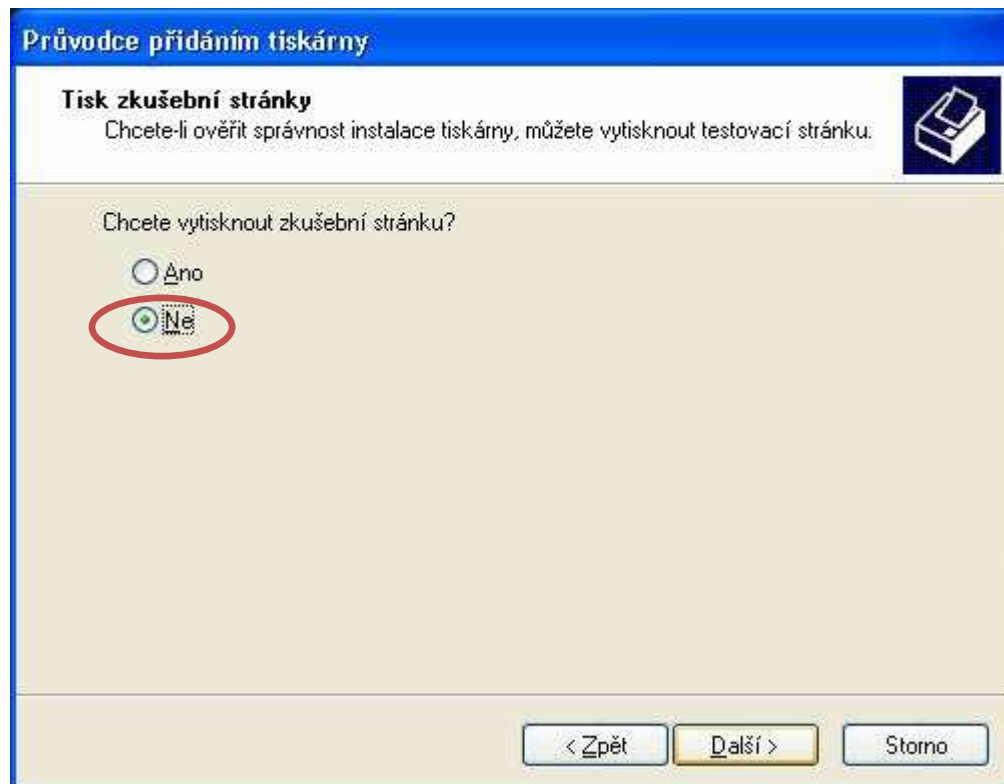 Průvodce přidáním tiskárny
Tisk zkušební stránky
Chcete-li ověřit správnost instalace tiskárny, můžete vytisknout testovací stránku.
Chcete vytisknout zkušební stránku?
Ano
Ne
< Zpět
Další >
Storno